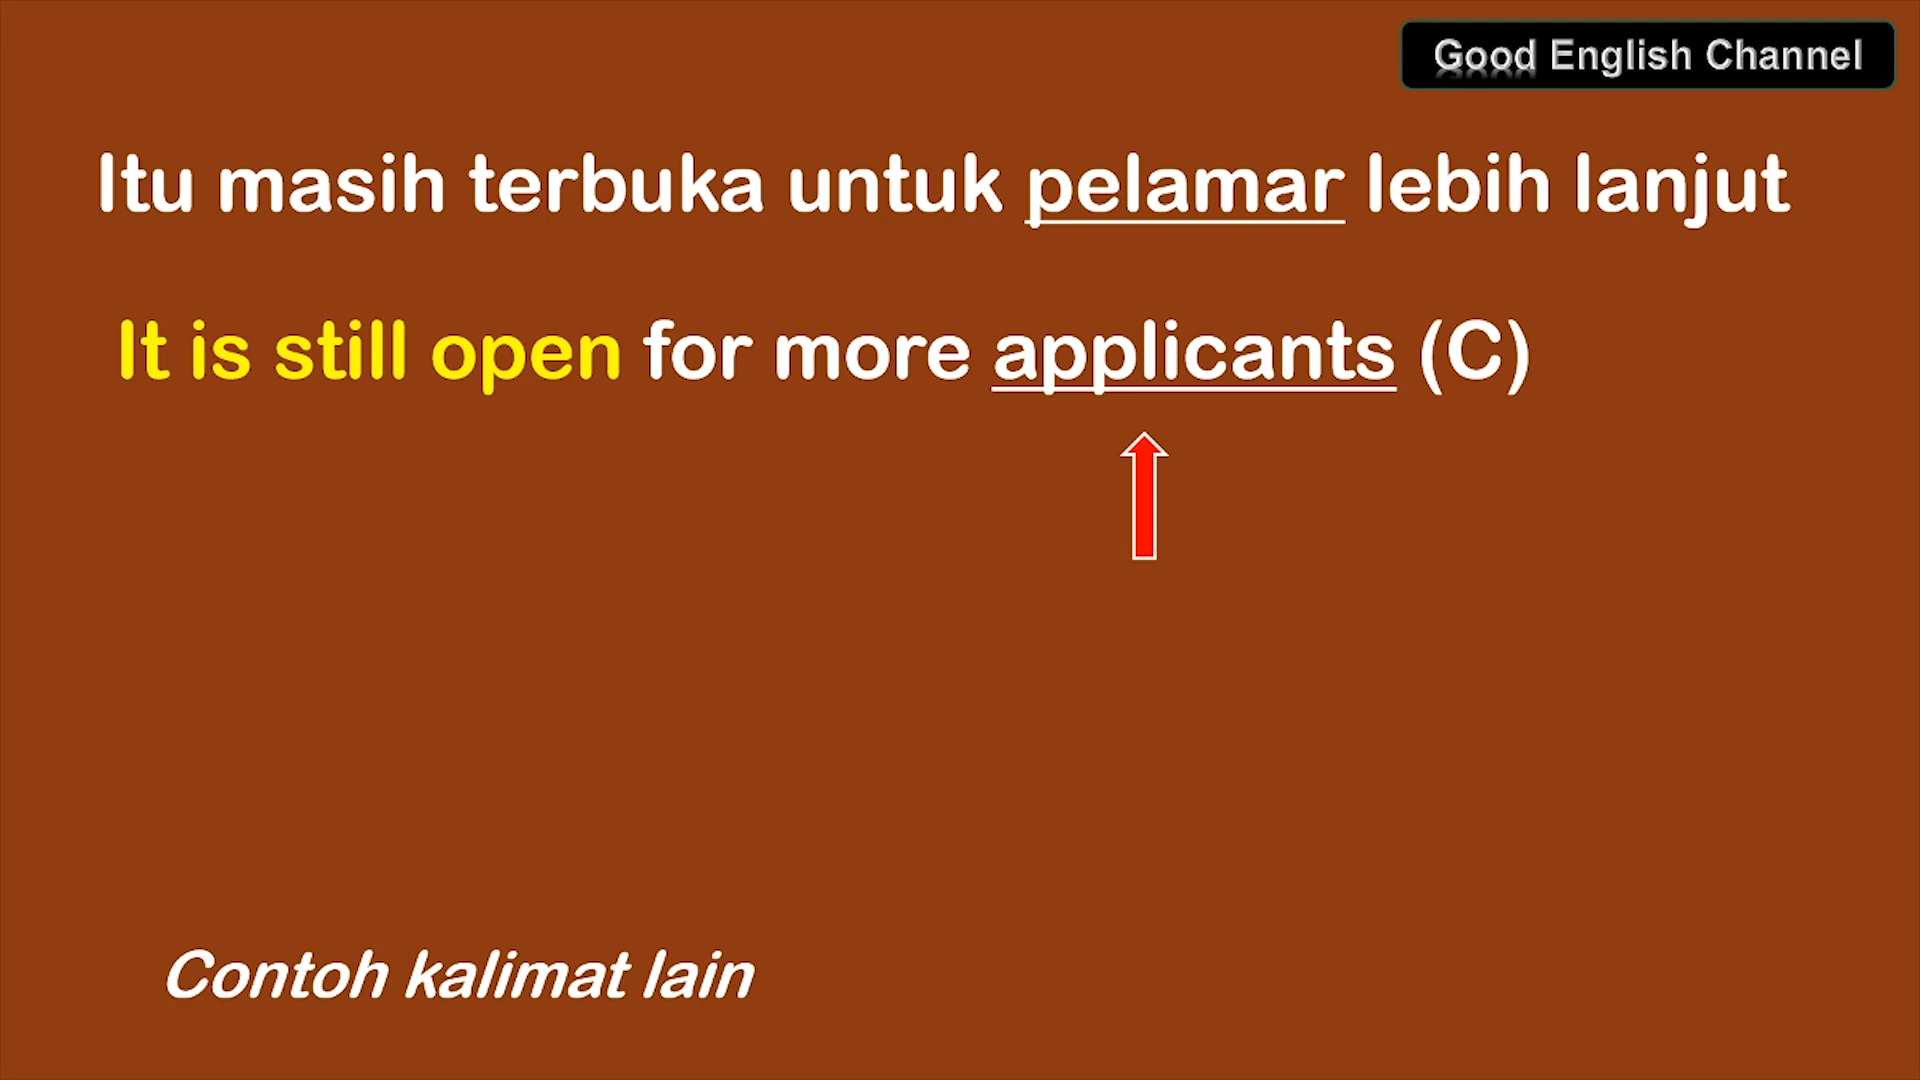 Good English Channel
Itu masih terbuka untuk pelamar lebih lanjut
It is still open for more applicants (C)
Contoh kalimat lain